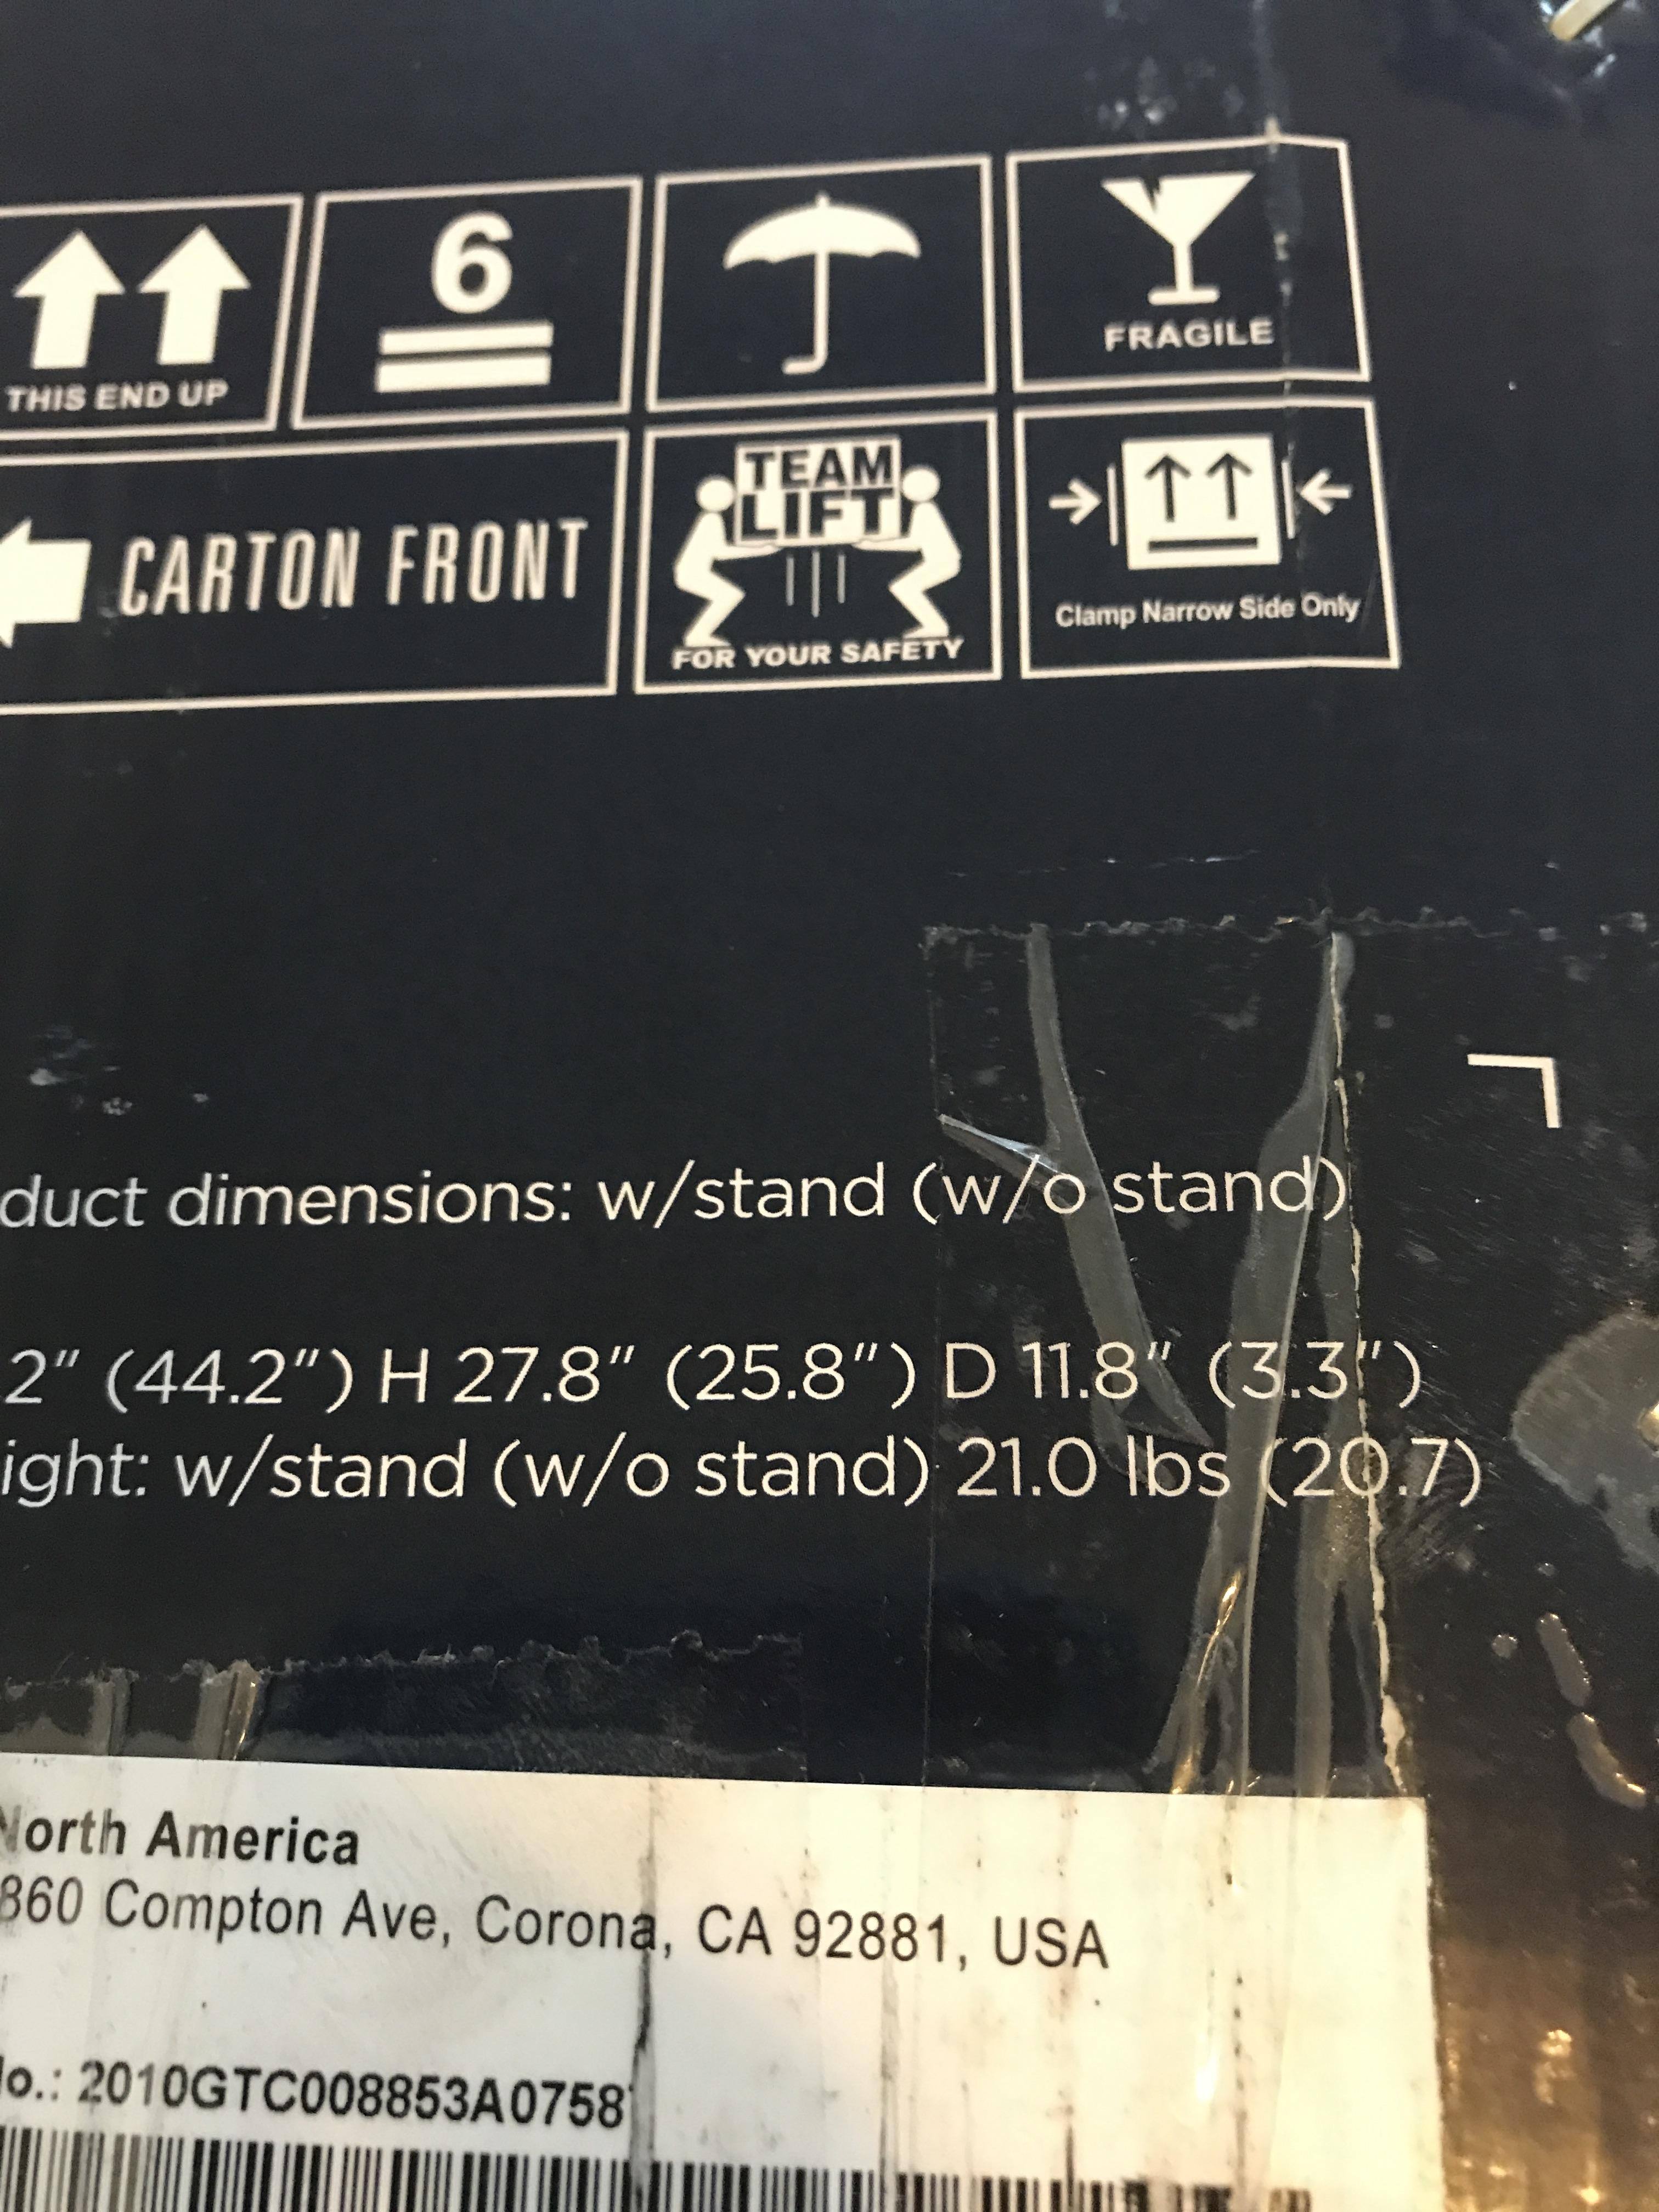 THIS END UP
6
FRAGILE
CARTON FRONT
TEAM
LIFT
FOR YOUR SAFETY
Clamp Narrow Side Only
duct dimensions: w/stand (w/o stand)
2" (44.2") H 27.8" (25.8") D 11.8" (3.3")
ight: w/stand (w/o stand) 21.0 lbs (20.7)
North America
860 Compton Ave, Corona, CA 92881, USA
o.: 2010GTC008853A0758